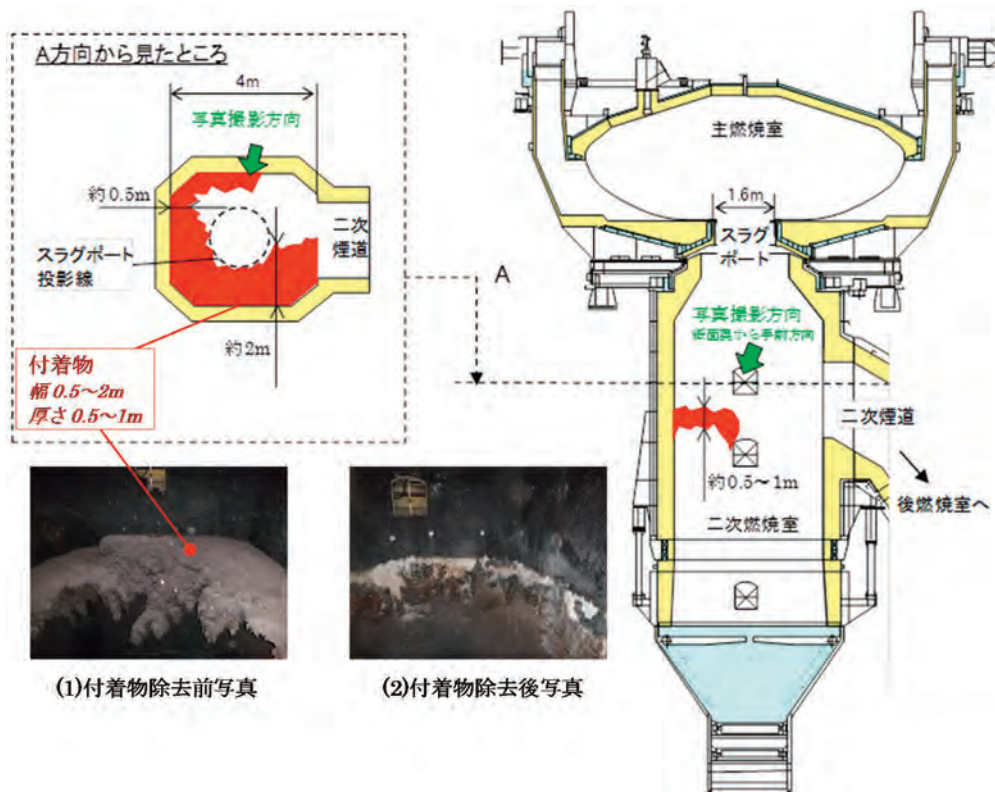 A方向から見たところ
4m
写真撮影方向
約0.5m
スラグポート
投影線
二次
煙道
約2m
付着物
幅0.5～2m
厚さ0.5～1m
(1)付着物除去前写真
(2)付着物除去後写真
主燃焼室
1.6m
スラグ
ポート
A
写真撮影方向
紙面奥から手前方向
二次煙道
後燃焼室へ
約0.5～1m
二次燃焼室